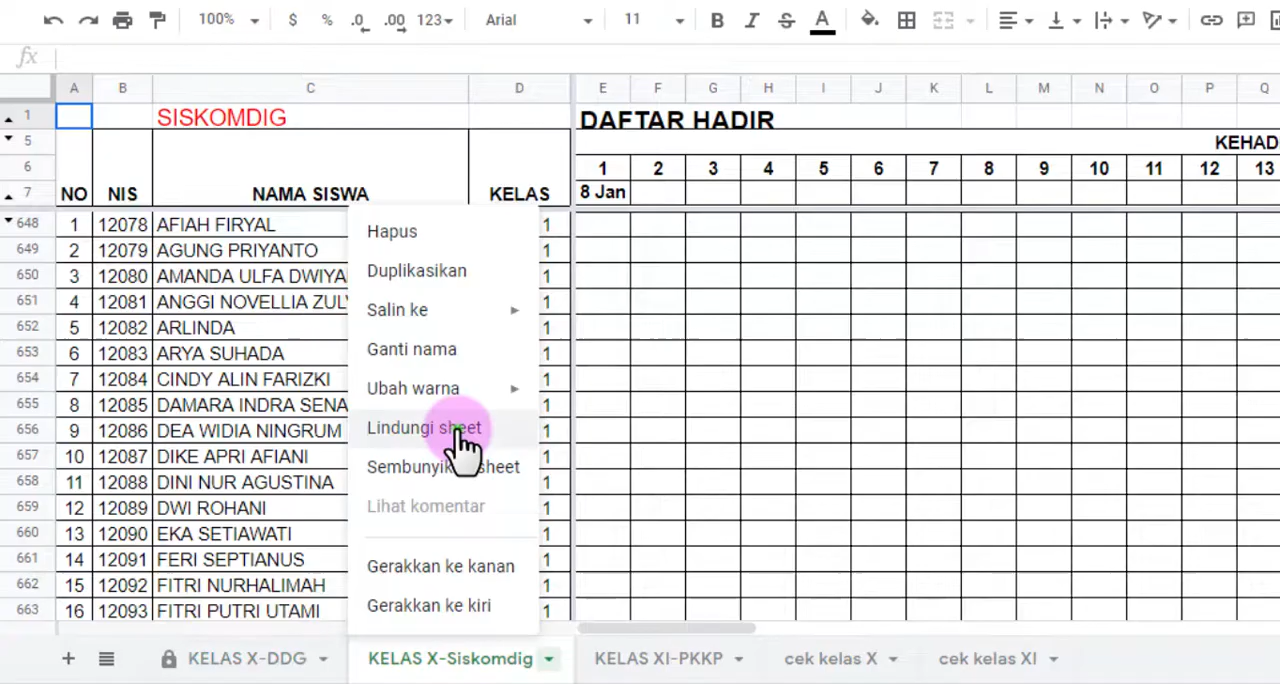 100% $ % .0 .00 123 Arial 11 B I S A
fx
A B C D E F G H I J K L M N O P Q
1 SISKOMDIG DAFTAR HADIR
5 KEHAD
6 1 2 3 4 5 6 7 8 9 10 11 12 13
7 NO NIS NAMA SISWA KELAS 8 Jan
648 1 12078 AFIAH FIRYAL 1
649 2 12079 AGUNG PRIYANTO 1
650 3 12080 AMANDA ULFA DWIYA 1
651 4 12081 ANGGI NOVELLIA ZUL 1
652 5 12082 ARLINDA 1
653 6 12083 ARYA SUHADA 1
654 7 12084 CINDY ALIN FARIZKI 1
655 8 12085 DAMARA INDRA SENA 1
656 9 12086 DEA WIDIA NINGRUM 1
657 10 12087 DIKE APRI AFIANI 1
658 11 12088 DINI NUR AGUSTINA 1
659 12 12089 DWI ROHANI 1
660 13 12090 EKA SETIAWATI 1
661 14 12091 FERI SEPTIANUS 1
662 15 12092 FITRI NURHALIMAH 1
663 16 12093 FITRI PUTRI UTAMI 1
Hapus
Duplikasikan
Salin ke
Ganti nama
Ubah warna
Lindungi sheet
Sembunyik sheet
Lihat komentar
Gerakkan ke kanan
Gerakkan ke kiri
KELAS X-DDG KELAS X-Siskomdig KELAS XI-PKKP cek kelas X cek kelas XI